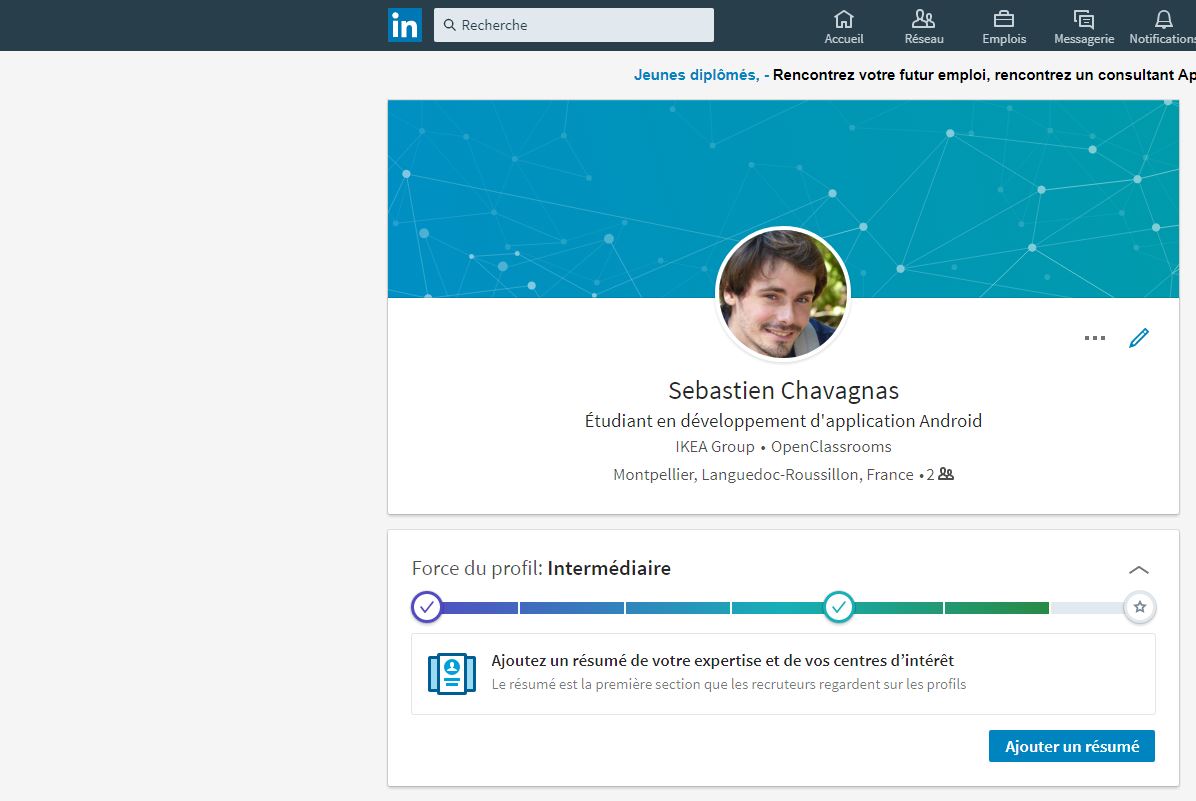 in
Recherche
Accueil
Réseau
Emplois
Messagerie
Notifications
Jeunes diplômés, - Rencontrez votre futur emploi, rencontrez un consultant Ap
Sebastien Chavagnas
Étudiant en développement d'application Android
IKEA Group • OpenClassrooms
Montpellier, Languedoc-Roussillon, France • 2
Force du profil: Intermédiaire
Ajoutez un résumé de votre expertise et de vos centres d’intérêt
Le résumé est la première section que les recruteurs regardent sur les profils
Ajouter un résumé